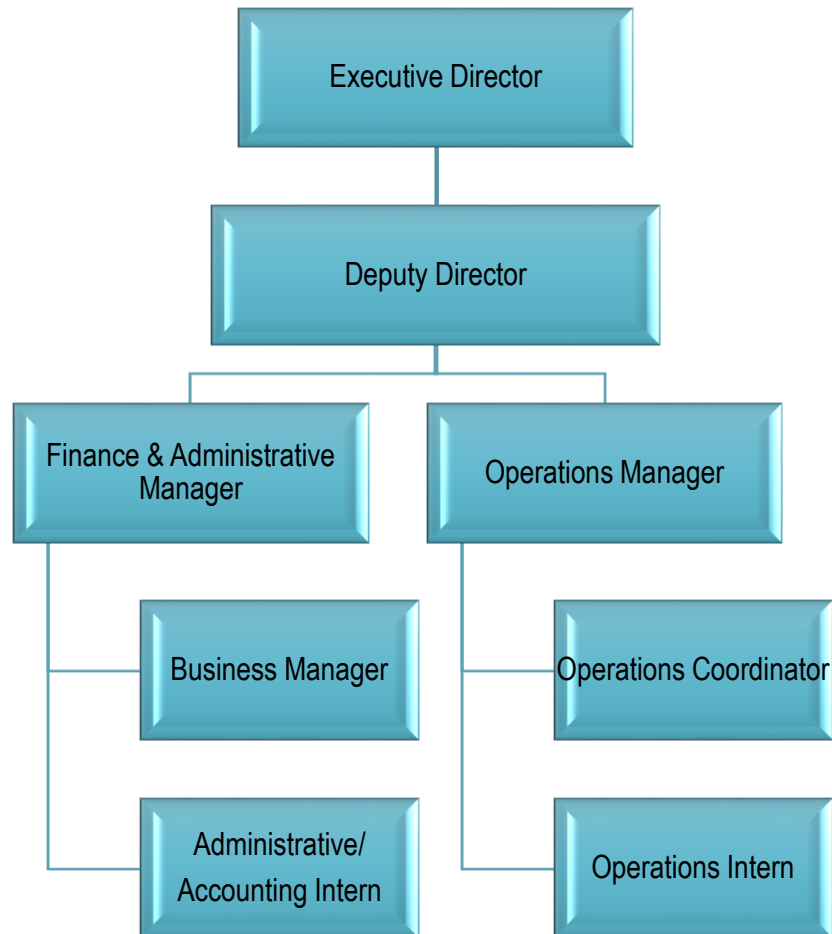 Executive Director
Deputy Director
Finance & Administrative
Manager
Operations Manager
Business Manager
Operations Coordinator
Administrative/
Accounting Intern
Operations Intern